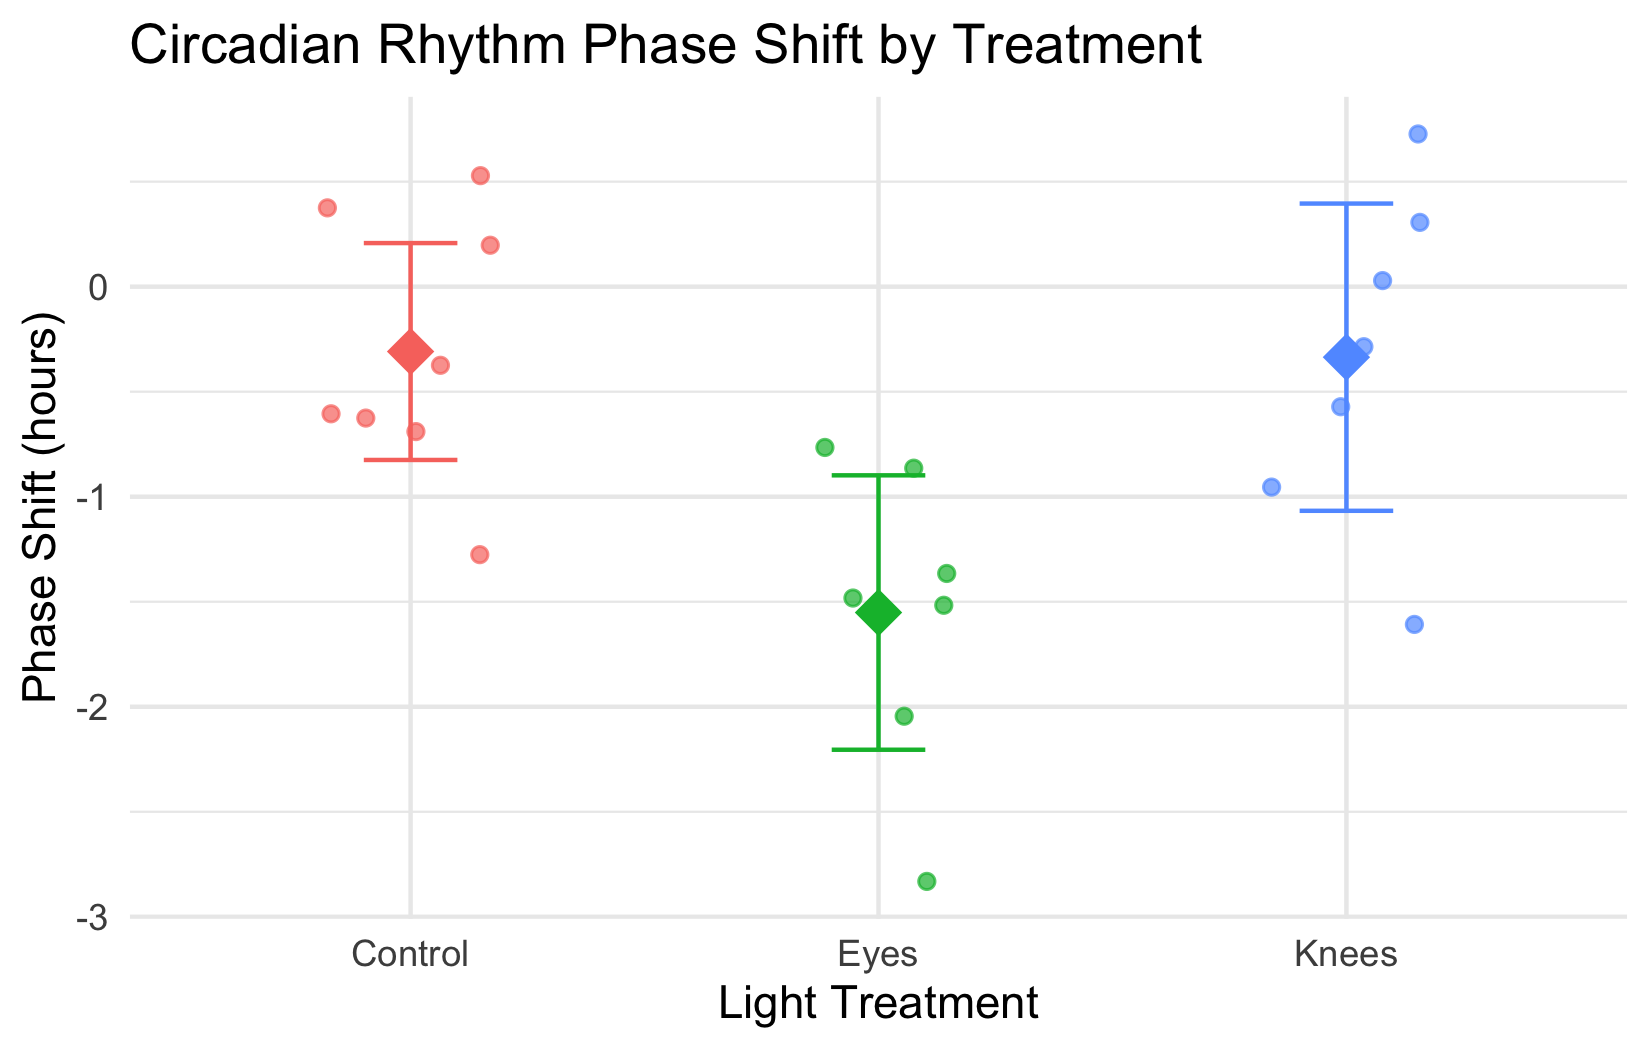 Circadian Rhythm Phase Shift by Treatment
Phase Shift (hours)
0
-1
-2
-3
Control Eyes Knees
Light Treatment